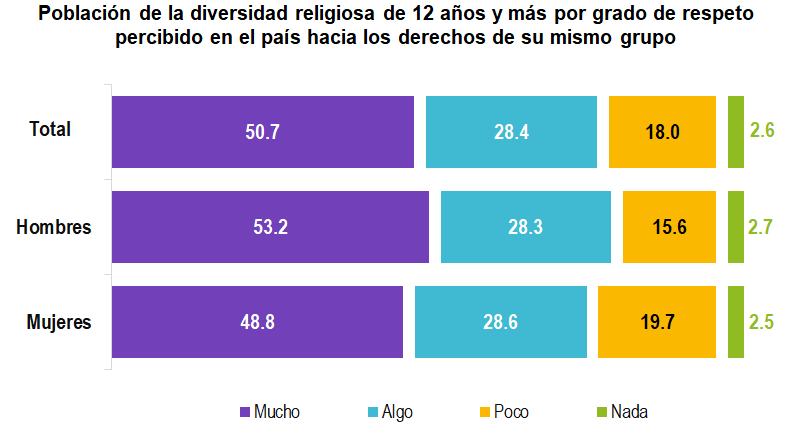 Población de la diversidad religiosa de 12 años y más por grado de respeto
percibido en el país hacia los derechos de su mismo grupo
Total 50.7 28.4 18.0 2.6
Hombres 53.2 28.3 15.6 2.7
Mujeres 48.8 28.6 19.7 2.5
Mucho Algo Poco Nada